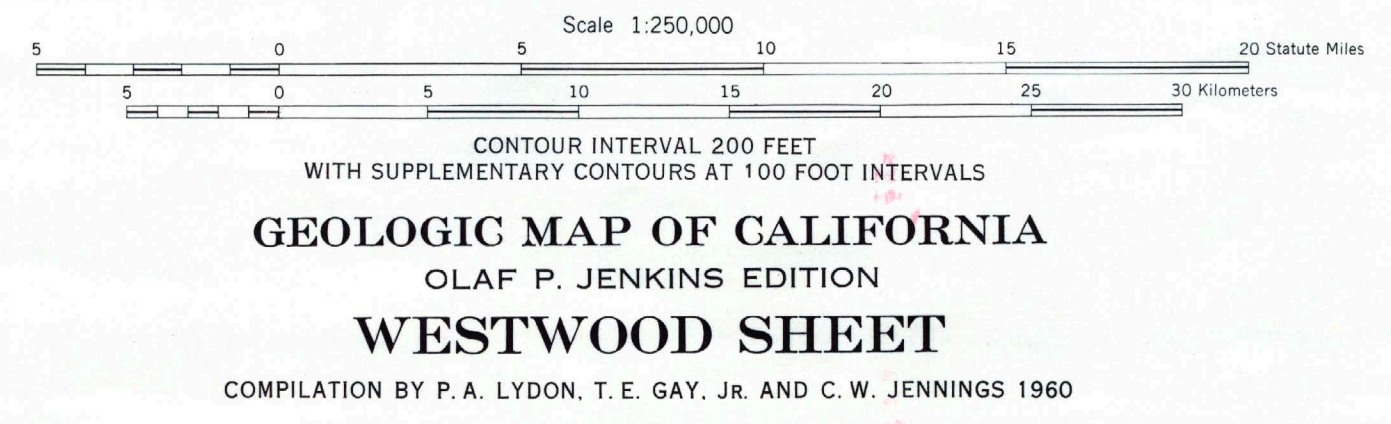 Scale 1:250,000
5 0 5 10 15 20 Statute Miles
5 0 5 10 15 20 25 30 Kilometers
CONTOUR INTERVAL 200 FEET
WITH SUPPLEMENTARY CONTOURS AT 100 FOOT INTERVALS
GEOLOGIC MAP OF CALIFORNIA
OLAF P. JENKINS EDITION
WESTWOOD SHEET
COMPILATION BY P. A. LYDON, T. E. GAY, JR. AND C. W. JENNINGS 1960